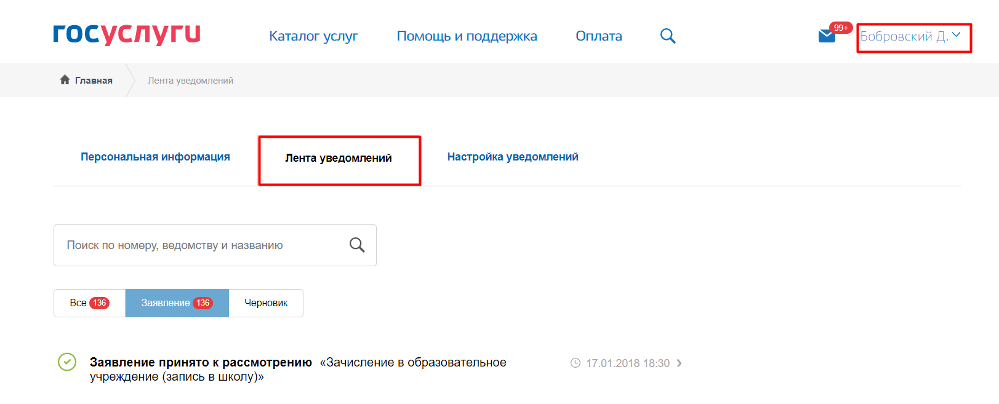 госуслуги Каталог услуг Помощь и поддержка Оплата 99+ Бобровский Д.
Главная Лента уведомлений
Персональная информация Лента уведомлений Настройка уведомлений
Поиск по номеру, ведомству и названию
Все 136 Заявление 136 Черновик
Заявление принято к рассмотрению «Зачисление в образовательное 17.01.2018 18:30
учреждение (запись в школу)»